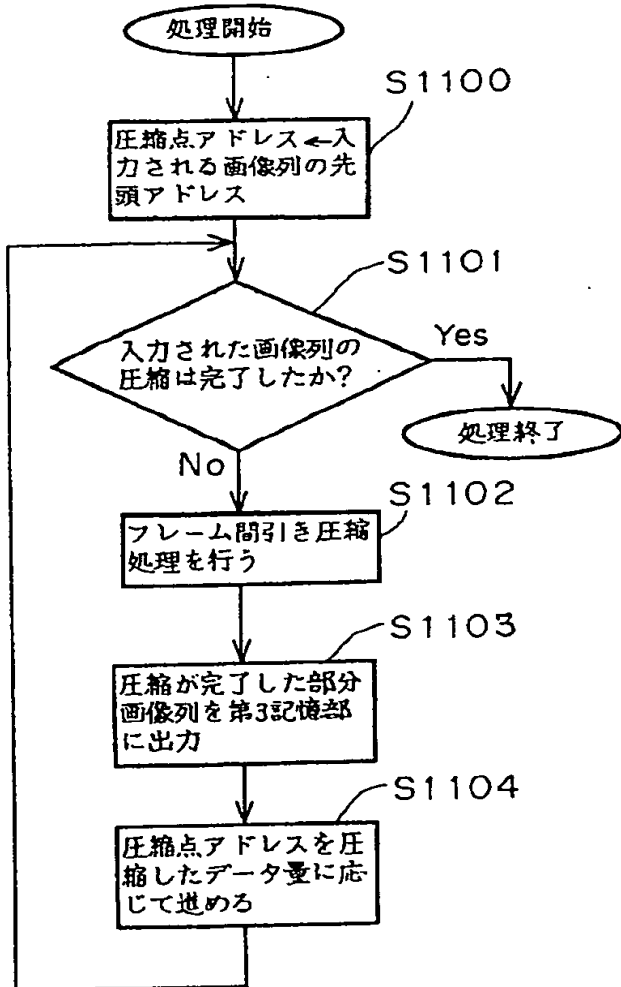 処理開始
S1100
圧縮点アドレス←入
力される画像列の先
頭アドレス
S1101
入力された画像列の
圧縮は完了したか?
Yes
処理終了
No
S1102
フレーム間引き圧縮
処理を行う
S1103
圧縮が完了した部分
画像列を第3記憶部
に出力
S1104
圧縮点アドレスを圧
縮したデータ量に応
じて進める